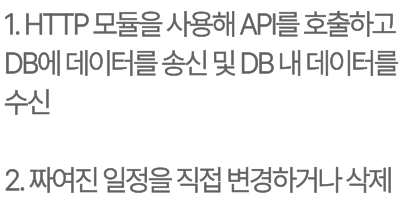 1. HTTP 모듈을 사용해 API를 호출하고
DB에 데이터를 송신 및 DB 내 데이터를
수신
2. 짜여진 일정을 직접 변경하거나 삭제